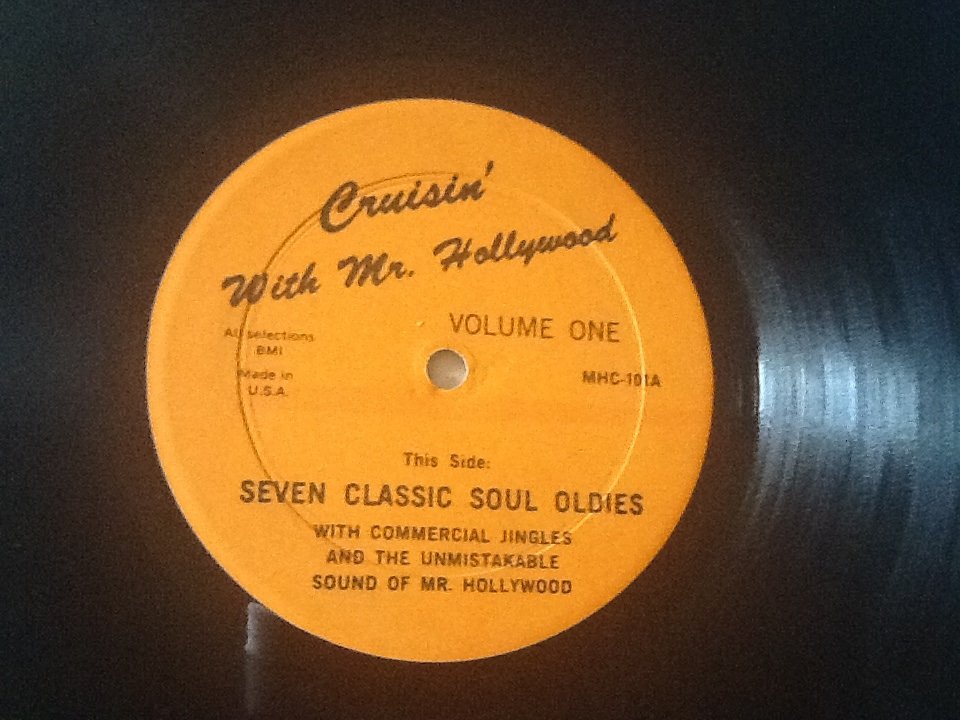 Cruisin'
With Mr. Hollywood
VOLUME ONE
All selections
BMI
Made in
U.S.A.
MHC-101A
This Side:
SEVEN CLASSIC SOUL OLDIES
WITH COMMERCIAL JINGLES
AND THE UNMISTAKABLE
SOUND OF MR. HOLLYWOOD